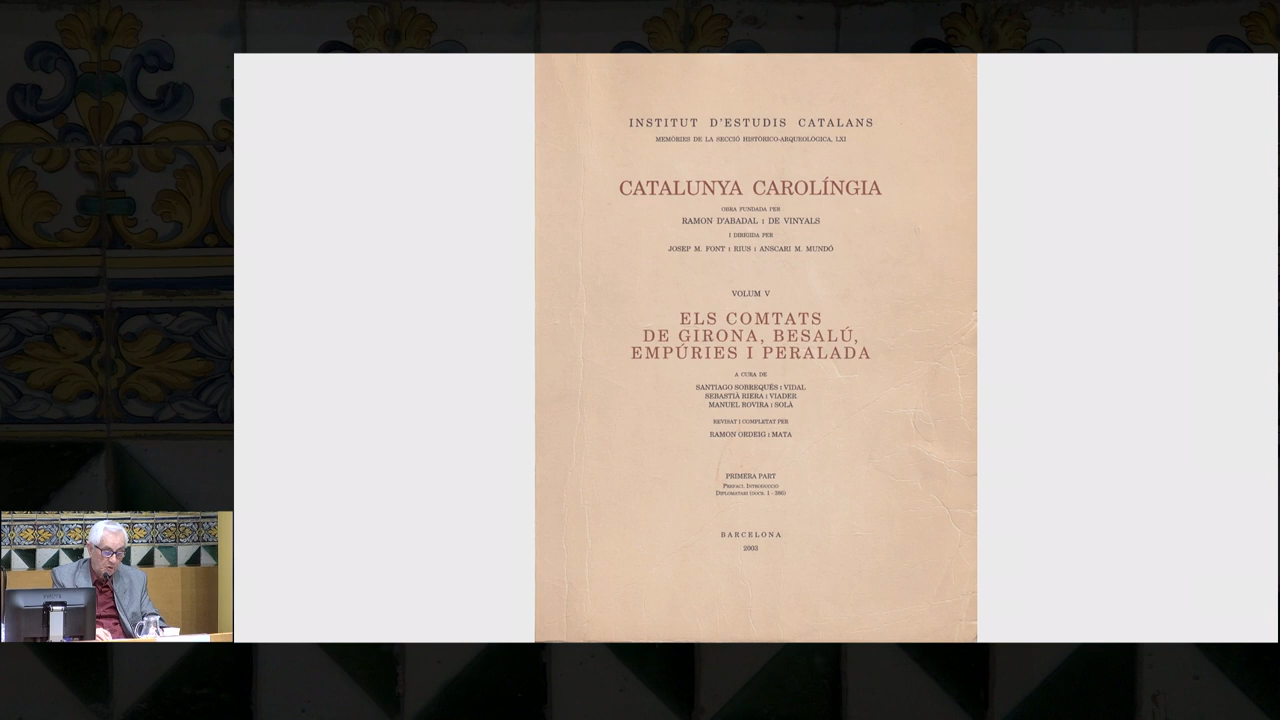 INSTITUT D'ESTUDIS CATALANS
MEMÒRIES DE LA SECCIÓ HISTÒRICO-ARQUEOLÒGICA, LXI
CATALUNYA CAROLÍNGIA
OBRA FUNDADA PER
RAMON D'ABADAL I DE VINYALS
I DIRIGIDA PER
JOSEP M. FONT I RIUS I ANSCARI M. MUNDÓ
VOLUM V
ELS COMTATS
DE GIRONA, BESALÚ,
EMPÚRIES I PERALADA
A CURA DE
SANTIAGO SOBREQUÉS I VIDAL
SEBASTIÀ RIERA I VIADER
MANUEL ROVIRA I SOLÀ
REVISAT I COMPLETAT PER
RAMON ORDEIG I MATA
PRIMERA PART
PREFACI, INTRODUCCIÓ
DIPLOMATARI (DOCS. 1 - 390)
BARCELONA
2003